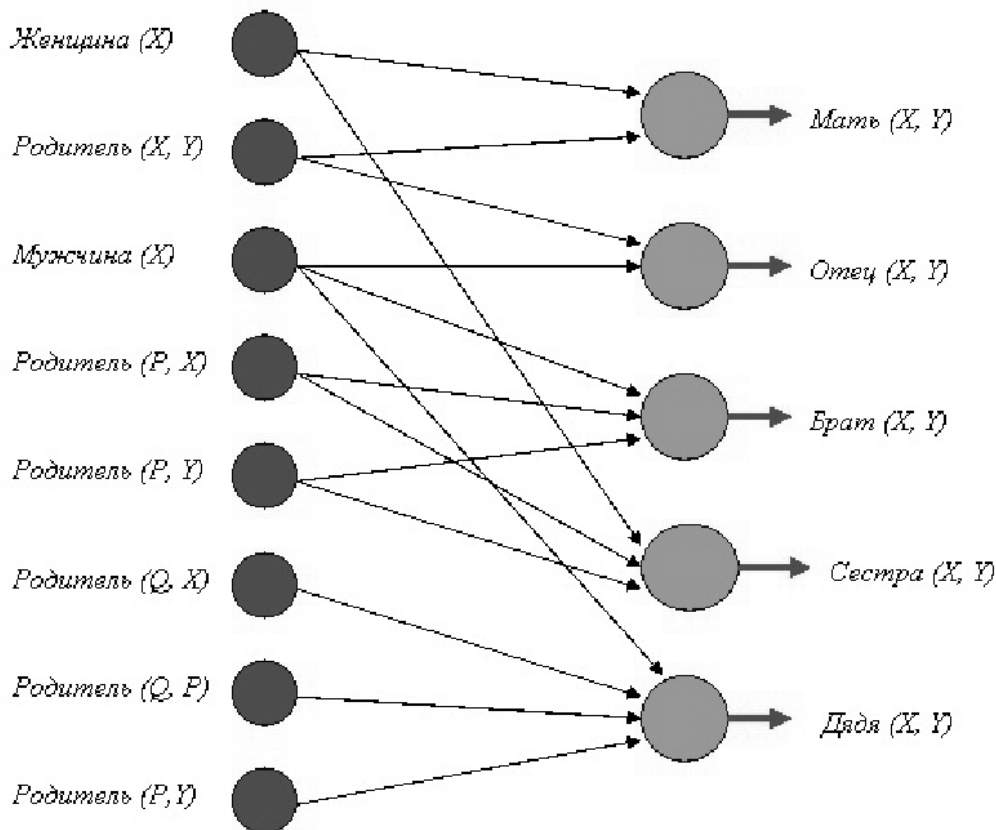 Женщина (X)
Родитель (X, Y)
Мужчина (X)
Родитель (P, X)
Родитель (P, Y)
Родитель (Q, X)
Родитель (Q, P)
Родитель (P,Y)
Мать (X, Y)
Отец (X, Y)
Брат (X, Y)
Сестра (X, Y)
Дядя (X, Y)